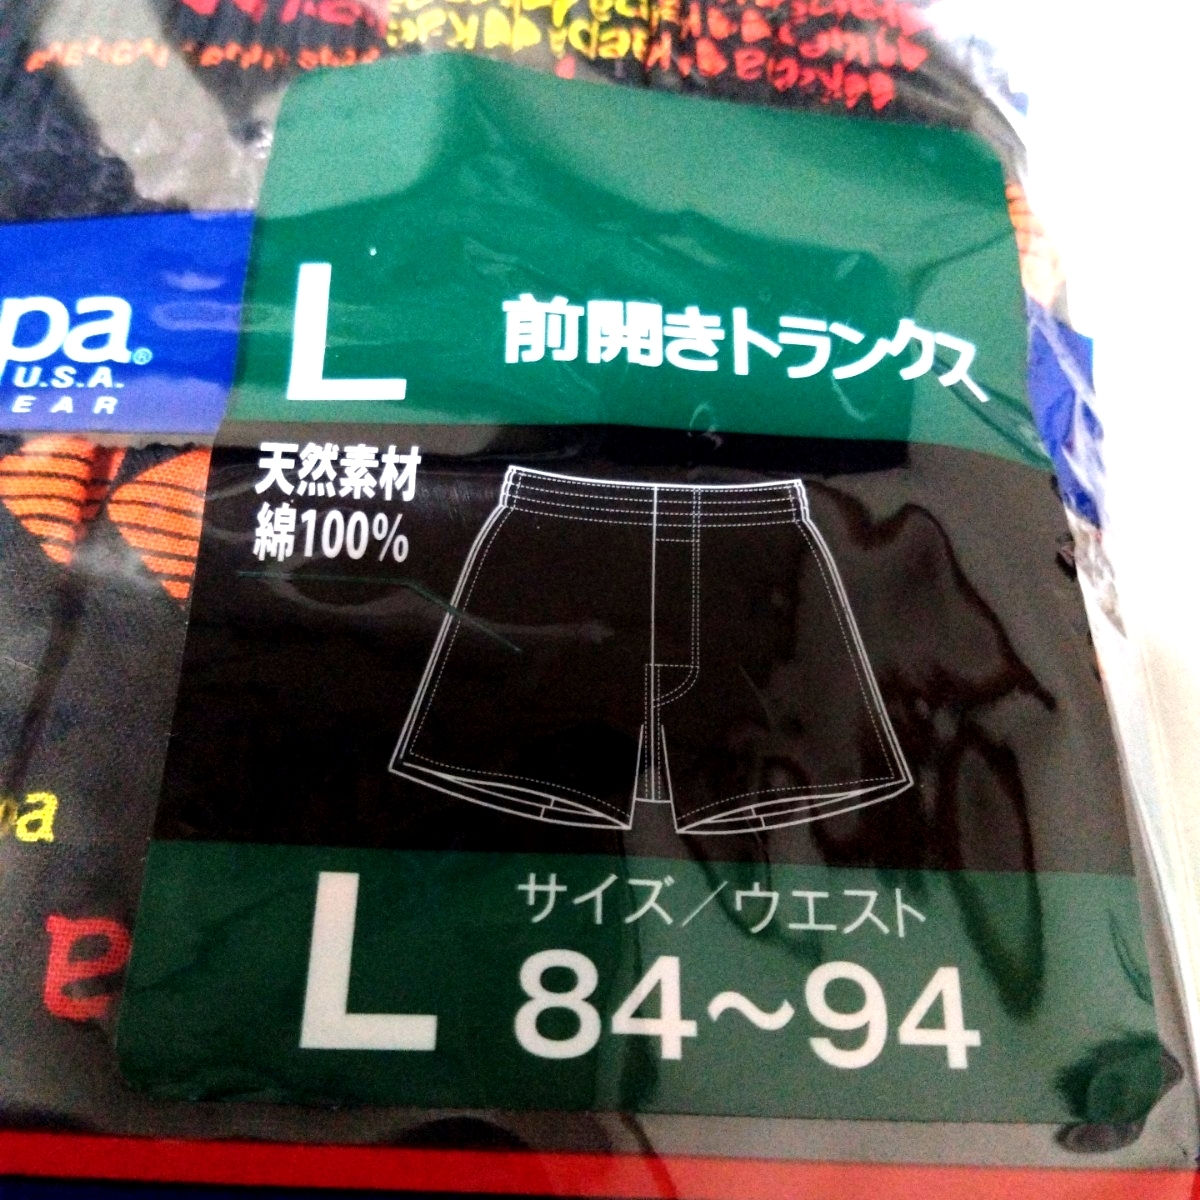 pa®
U.S.A.
EAR
L
前開きトランクス
天然素材
綿100%
pa
a
L
サイズ/ウエスト
84~94